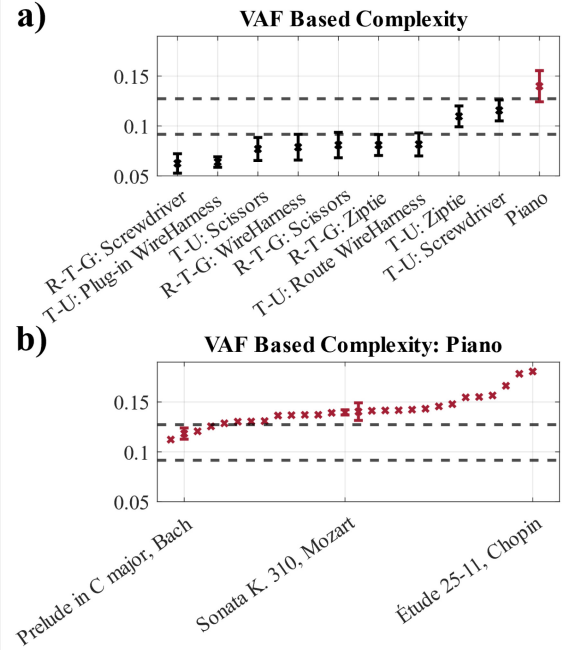 a)
VAF Based Complexity
0.15
0.1
0.05
R-T-G: Screwdriver
T-U: Plug-in WireHarness
T-U: Scissors
R-T-G: WireHarness
R-T-G: Scissors
R-T-G: Ziptie
T-U: Route WireHarness
T-U: Ziptie
T-U: Screwdriver
Piano
b)
VAF Based Complexity: Piano
0.15
0.1
0.05
Prelude in C major, Bach
Sonata K. 310, Mozart
Étude 25-11, Chopin